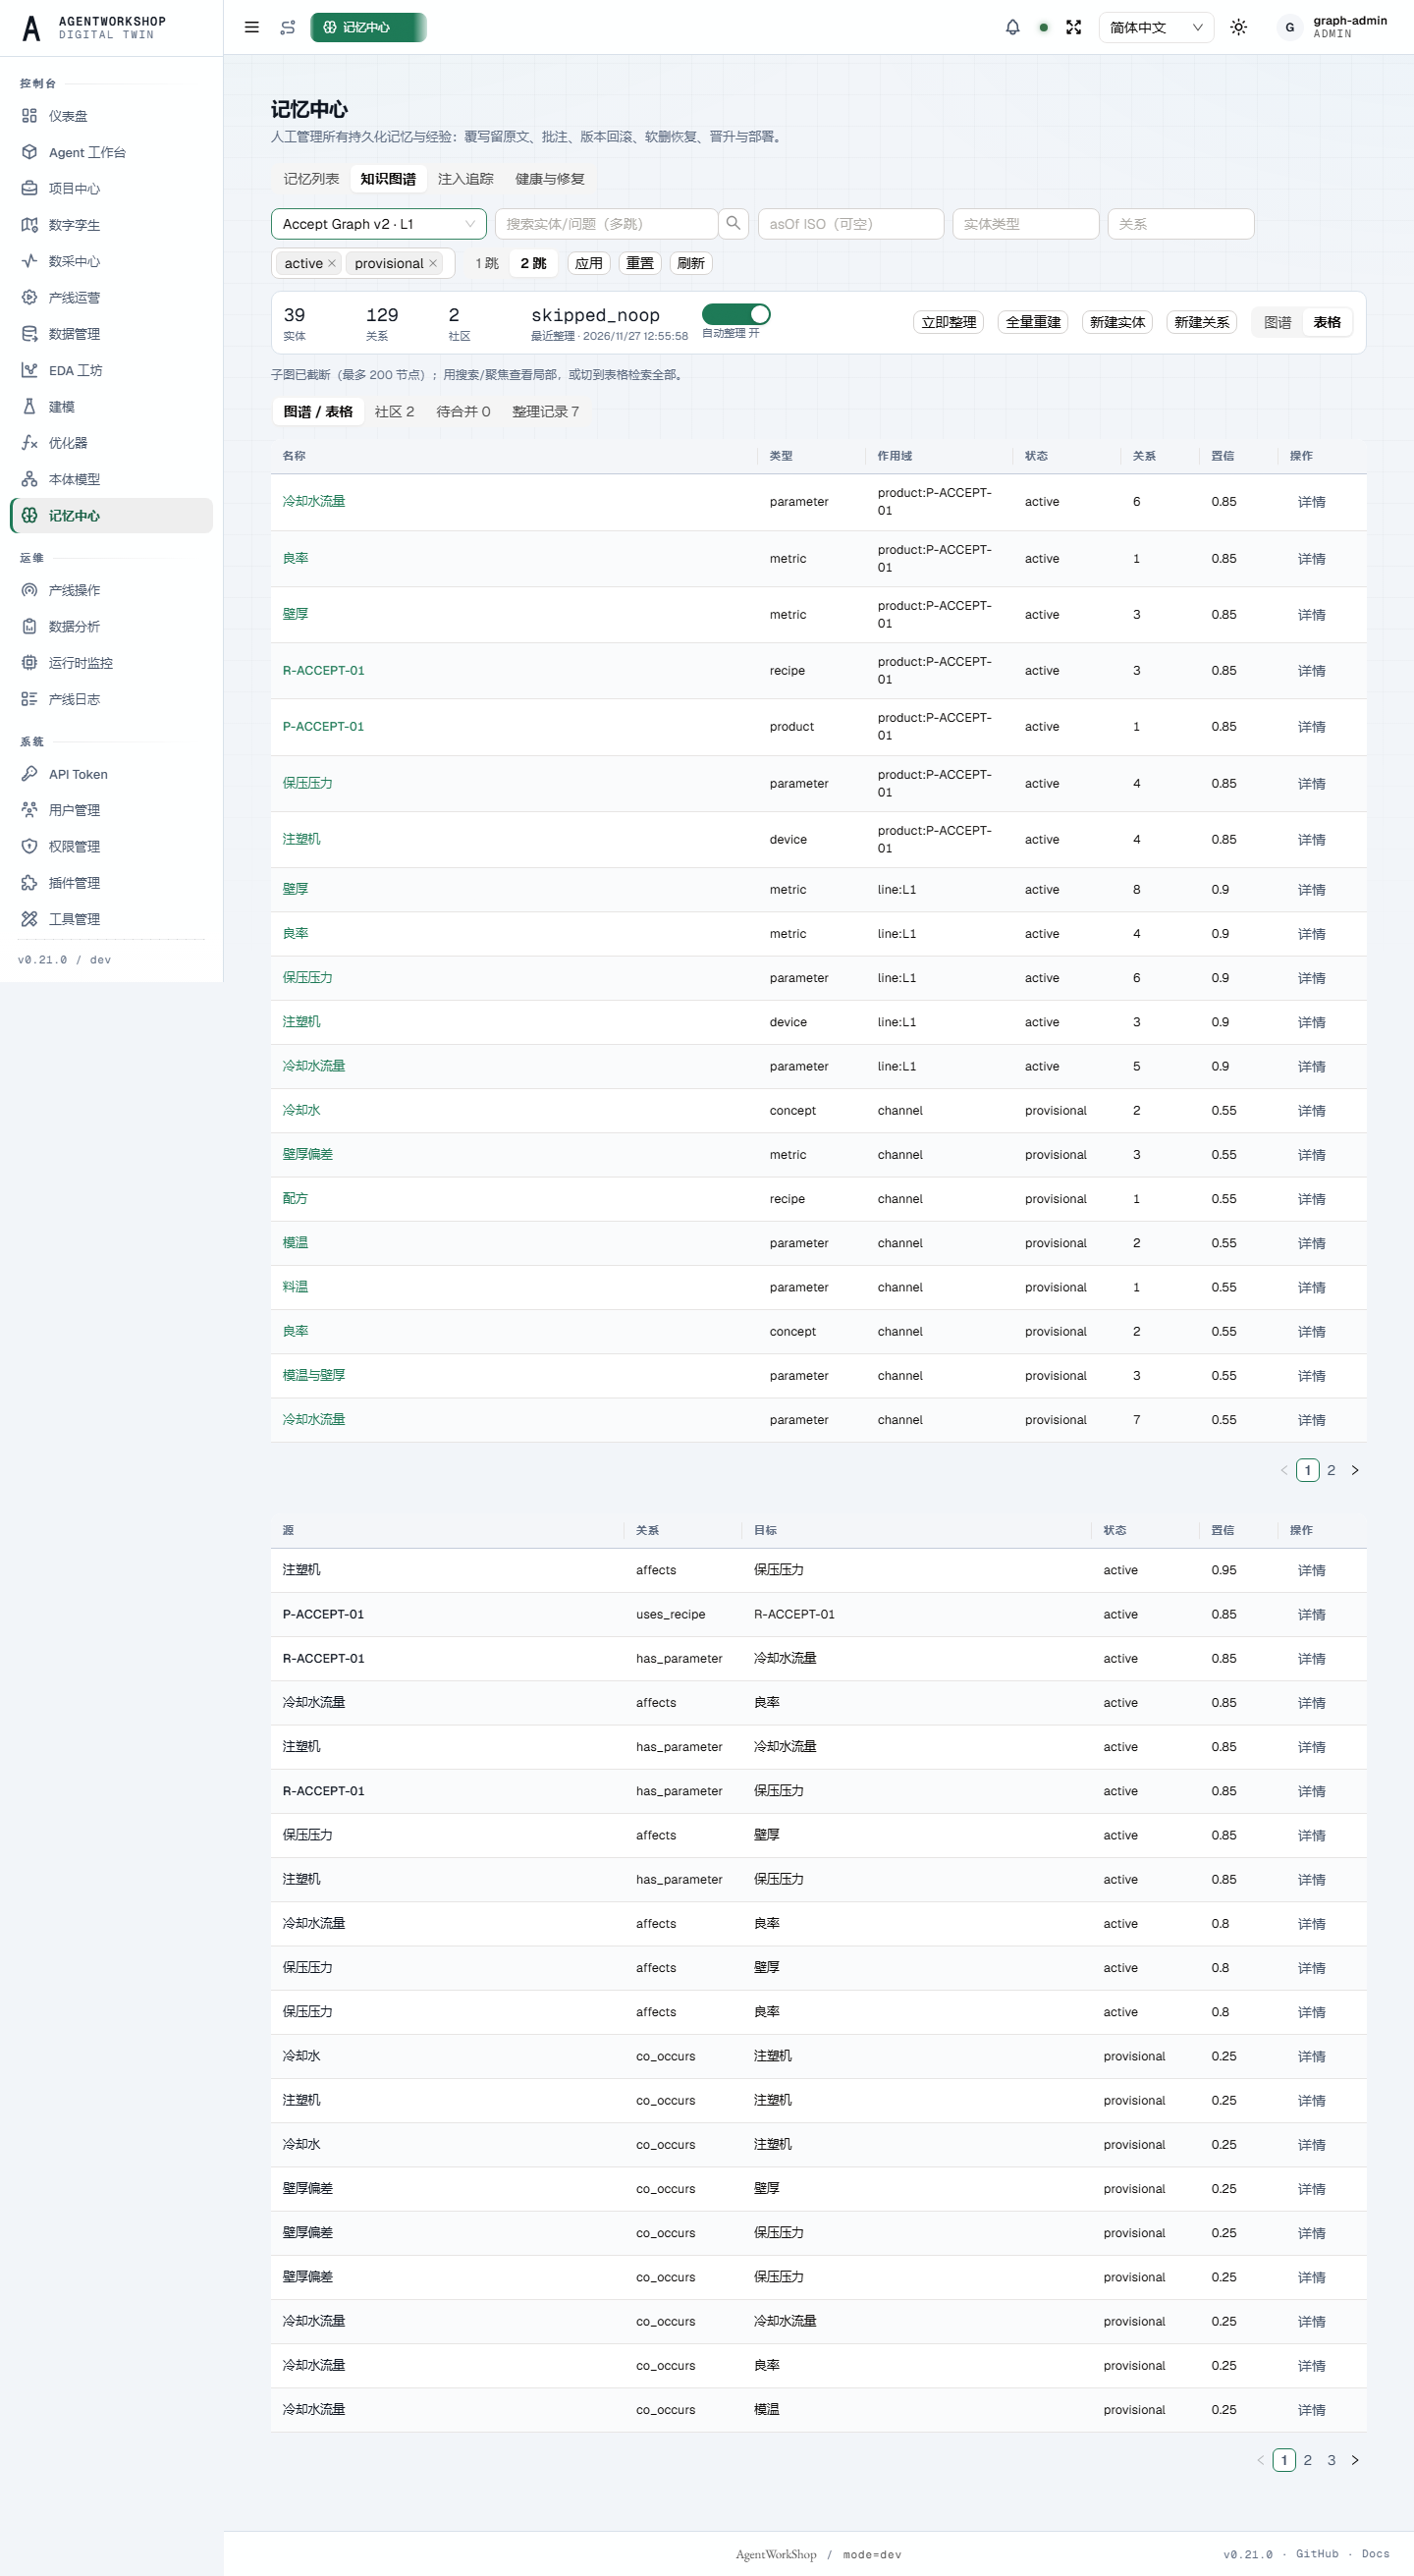 AGENTWORKSHOP
DIGITAL TWIN
控制台
仪表盘
Agent 工作台
项目中心
数字孪生
数采中心
产线运营
数据管理
EDA 工坊
建模
优化器
本体模型
记忆中心
运维
产线操作
数据分析
运行时监控
产线日志
系统
API Token
用户管理
权限管理
插件管理
工具管理
v0.21.0 / dev
记忆中心
简体中文
G
graph-admin
ADMIN
记忆中心
人工管理所有持久化记忆与经验：覆写留原文、批注、版本回滚、软删恢复、晋升与部署。
记忆列表 知识图谱 注入追踪 健康与修复
Accept Graph v2 · L1 搜索实体/问题（多跳） asOf ISO（可空） 实体类型 关系
active × provisional × 1 跳 2 跳 应用 重置 刷新
39 129 2 skipped_noop
实体 关系 社区 最近整理 · 2026/11/27 12:55:58 自动整理 开
立即整理 全量重建 新建实体 新建关系 图谱 表格
子图已截断（最多 200 节点）；用搜索/聚焦查看局部，或切到表格检索全部。
图谱 / 表格 社区 2 待合并 0 整理记录 7
名称 类型 作用域 状态 关系 置信 操作
冷却水流量 parameter product:P-ACCEPT-01 active 6 0.85 详情
良率 metric product:P-ACCEPT-01 active 1 0.85 详情
壁厚 metric product:P-ACCEPT-01 active 3 0.85 详情
R-ACCEPT-01 recipe product:P-ACCEPT-01 active 3 0.85 详情
P-ACCEPT-01 product product:P-ACCEPT-01 active 1 0.85 详情
保压压力 parameter product:P-ACCEPT-01 active 4 0.85 详情
注塑机 device product:P-ACCEPT-01 active 4 0.85 详情
壁厚 metric line:L1 active 8 0.9 详情
良率 metric line:L1 active 4 0.9 详情
保压压力 parameter line:L1 active 6 0.9 详情
注塑机 device line:L1 active 3 0.9 详情
冷却水流量 parameter line:L1 active 5 0.9 详情
冷却水 concept channel provisional 2 0.55 详情
壁厚偏差 metric channel provisional 3 0.55 详情
配方 recipe channel provisional 1 0.55 详情
模温 parameter channel provisional 2 0.55 详情
料温 parameter channel provisional 1 0.55 详情
良率 concept channel provisional 2 0.55 详情
模温与壁厚 parameter channel provisional 3 0.55 详情
冷却水流量 parameter channel provisional 7 0.55 详情
1 2
源 关系 目标 状态 置信 操作
注塑机 affects 保压压力 active 0.95 详情
P-ACCEPT-01 uses_recipe R-ACCEPT-01 active 0.85 详情
R-ACCEPT-01 has_parameter 冷却水流量 active 0.85 详情
冷却水流量 affects 良率 active 0.85 详情
注塑机 has_parameter 冷却水流量 active 0.85 详情
R-ACCEPT-01 has_parameter 保压压力 active 0.85 详情
保压压力 affects 壁厚 active 0.85 详情
注塑机 has_parameter 保压压力 active 0.85 详情
冷却水流量 affects 良率 active 0.8 详情
保压压力 affects 壁厚 active 0.8 详情
保压压力 affects 良率 active 0.8 详情
冷却水 co_occurs 注塑机 provisional 0.25 详情
注塑机 co_occurs 注塑机 provisional 0.25 详情
冷却水 co_occurs 注塑机 provisional 0.25 详情
壁厚偏差 co_occurs 壁厚 provisional 0.25 详情
壁厚偏差 co_occurs 保压压力 provisional 0.25 详情
壁厚偏差 co_occurs 保压压力 provisional 0.25 详情
冷却水流量 co_occurs 冷却水流量 provisional 0.25 详情
冷却水流量 co_occurs 良率 provisional 0.25 详情
冷却水流量 co_occurs 模温 provisional 0.25 详情
1 2 3
AgentWorkShop / mode=dev
v0.21.0 · GitHub · Docs